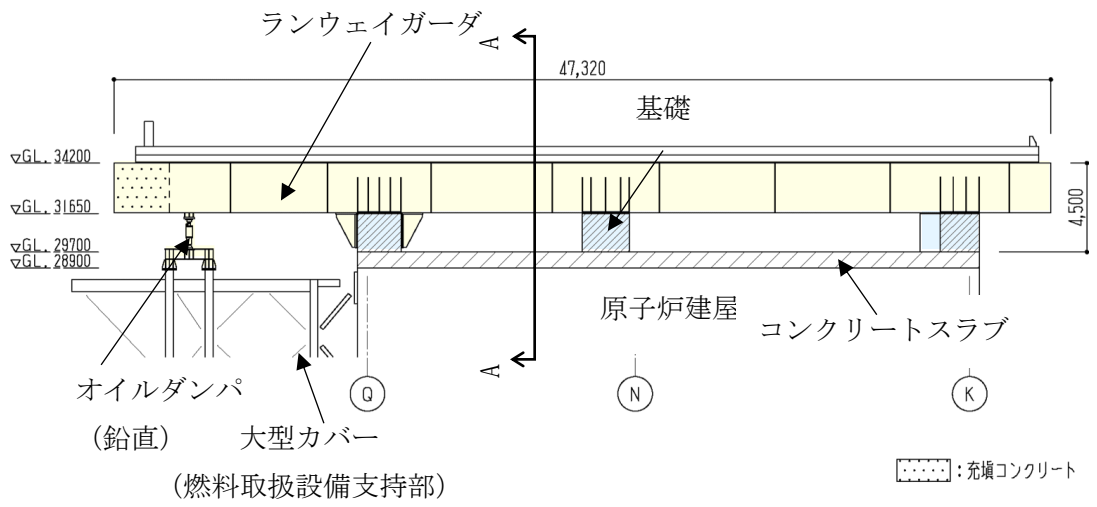 ランウェイガーダ
A
47,320
基礎
▽GL. 34200
▽GL. 31650
▽GL. 29700
▽GL. 28900
4,500
原子炉建屋
コンクリートスラブ
A
オイルダンパ
(鉛直)
大型カバー
(燃料取扱設備支持部)
Q
N
K
:充塡コンクリート